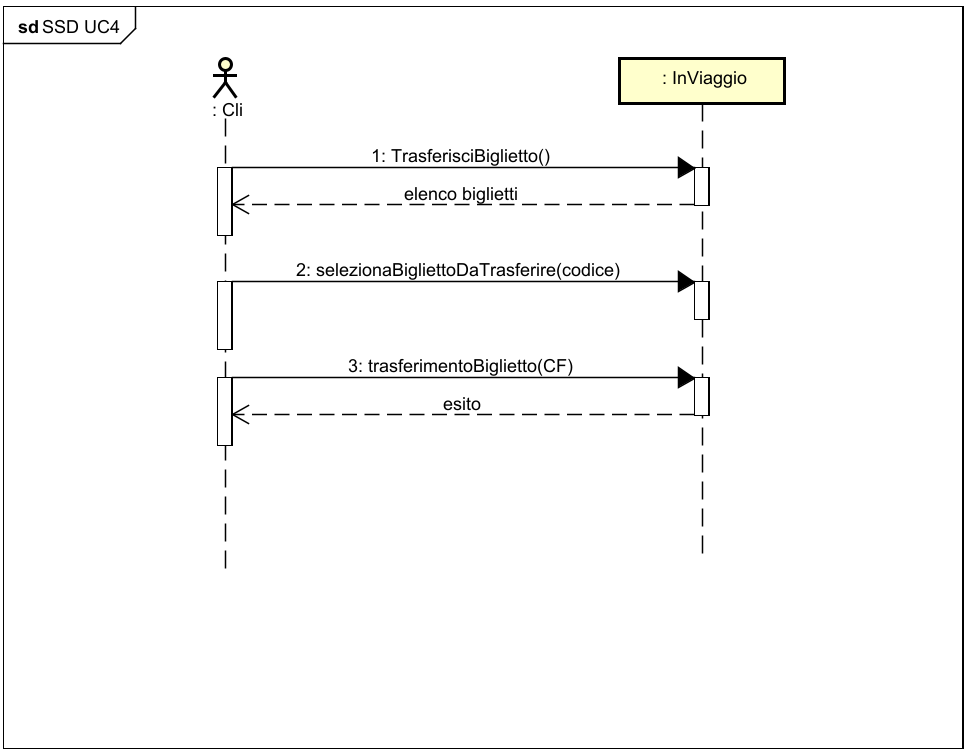 sd SSD UC4
: Cli
: InViaggio
1: TrasferisciBiglietto()
elenco biglietti
2: selezionaBigliettoDaTrasferire(codice)
3: trasferimentoBiglietto(CF)
esito